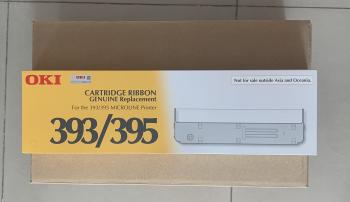 OKI
CARTRIDGE RIBBON
GENUINE Replacement
For the 393/395 MICROLINE Printer
393/395
Not for sale outside Asia and Oceania.